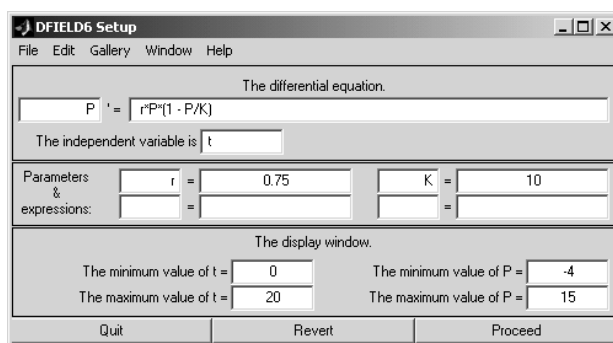 DFIELD6 Setup
File Edit Gallery Window Help
The differential equation.
P ' = r*P*(1 - P/K)
The independent variable is t
Parameters & expressions: r = 0.75 K = 10
= =
The display window.
The minimum value of t = 0 The minimum value of P = -4
The maximum value of t = 20 The maximum value of P = 15
Quit Revert Proceed